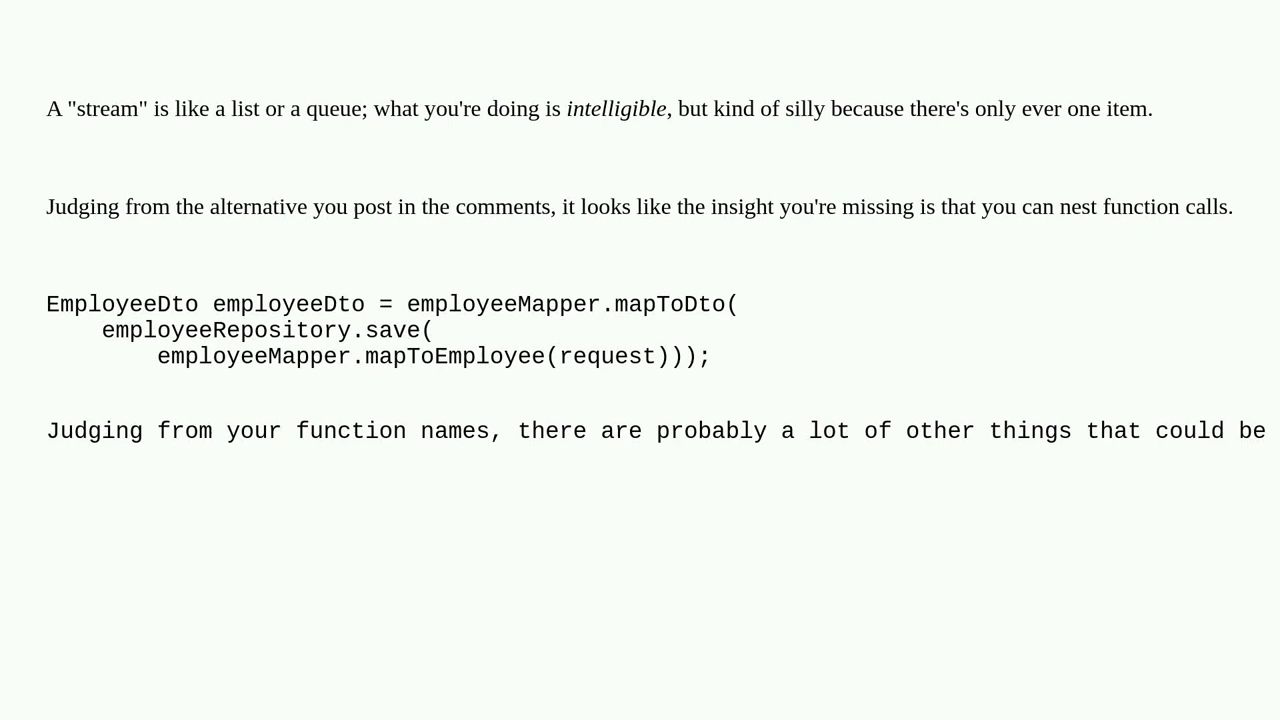 A "stream" is like a list or a queue; what you're doing is intelligible, but kind of silly because there's only ever one item.
Judging from the alternative you post in the comments, it looks like the insight you're missing is that you can nest function calls.
EmployeeDto employeeDto = employeeMapper.mapToDto(
    employeeRepository.save(
        employeeMapper.mapToEmployee(request)));
Judging from your function names, there are probably a lot of other things that could be